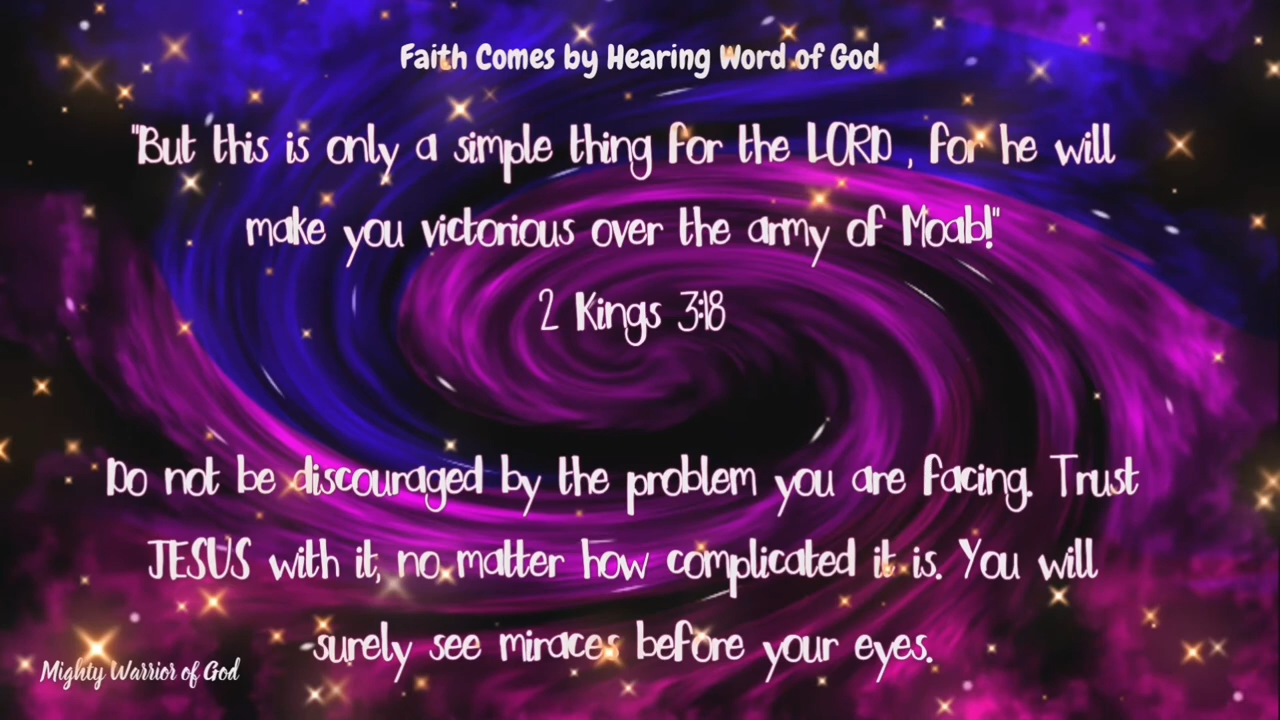 Faith Comes by Hearing Word of God
"But this is only a simple thing for the LORD , for he will
make you victorious over the army of Moab!"
2 Kings 3:18
Do not be discouraged by the problem you are facing. Trust
JESUS with it, no matter how complicated it is. You will
surely see miraces before your eyes.
Mighty Warrior of God